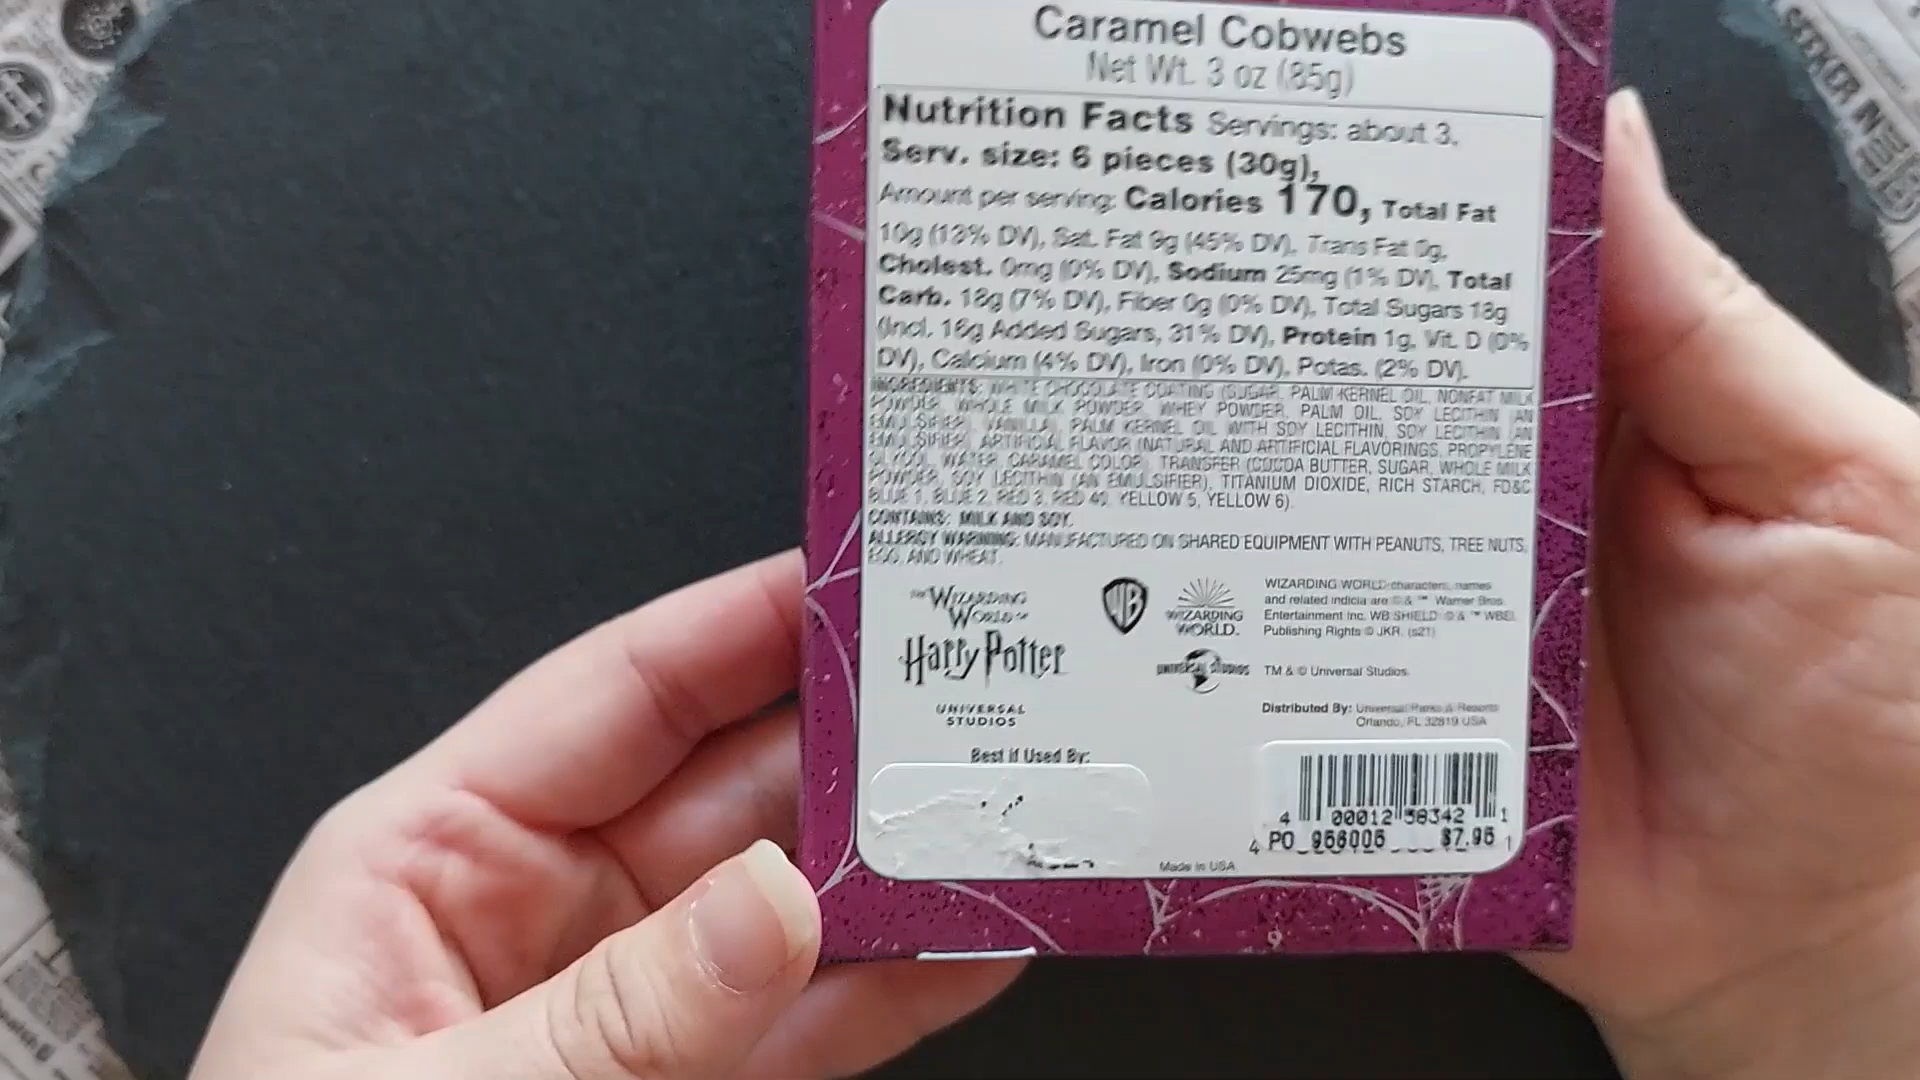 Caramel Cobwebs
Net Wt. 3 oz (85g)
Nutrition Facts Servings: about 3,
Serv. size: 6 pieces (30g),
Amount per serving: Calories 170, Total Fat
10g (13% DV), Sat. Fat 9g (45% DV), Trans Fat 0g,
Cholest. 0mg (0% DV), Sodium 25mg (1% DV), Total
Carb. 18g (7% DV), Fiber 0g (0% DV), Total Sugars 18g
(Incl. 16g Added Sugars, 31% DV), Protein 1g, Vit. D (0%
DV), Calcium (4% DV), Iron (0% DV), Potas. (2% DV).
INGREDIENTS: WHITE CHOCOLATE COATING (SUGAR, PALM KERNEL OIL, NONFAT MILK
POWDER, WHOLE MILK POWDER, WHEY POWDER, PALM OIL, SOY LECITHIN (AN
EMULSIFIER), VANILLA), PALM KERNEL OIL WITH SOY LECITHIN, SOY LECITHIN (AN
EMULSIFIER), ARTIFICIAL FLAVOR (NATURAL AND ARTIFICIAL FLAVORINGS, PROPYLENE
GLYCOL, WATER, CARAMEL COLOR), TRANSFER (COCOA BUTTER, SUGAR, WHOLE MILK
POWDER, SOY LECITHIN (AN EMULSIFIER), TITANIUM DIOXIDE, RICH STARCH, FD&C
BLUE 1, BLUE 2, RED 3, RED 40, YELLOW 5, YELLOW 6).
CONTAINS: MILK AND SOY.
ALLERGY WARNING: MANUFACTURED ON SHARED EQUIPMENT WITH PEANUTS, TREE NUTS,
EGG AND WHEAT.
THE WIZARDING
WORLD OF
Harry Potter
UNIVERSAL
STUDIOS
WB
WIZARDING
WORLD.
WIZARDING WORLD characters, names
and related indicia are © & ™ Warner Bros.
Entertainment Inc. WB SHIELD: © & ™ WBEI.
Publishing Rights © JKR. (s21)
UNIVERSAL STUDIOS
TM & © Universal Studios.
Distributed By: Universal Parks & Resorts
Orlando, FL 32819 USA
Best if Used By:
4 00012 38342 1
PO 956005 $7.95
Made in USA
SEEKER